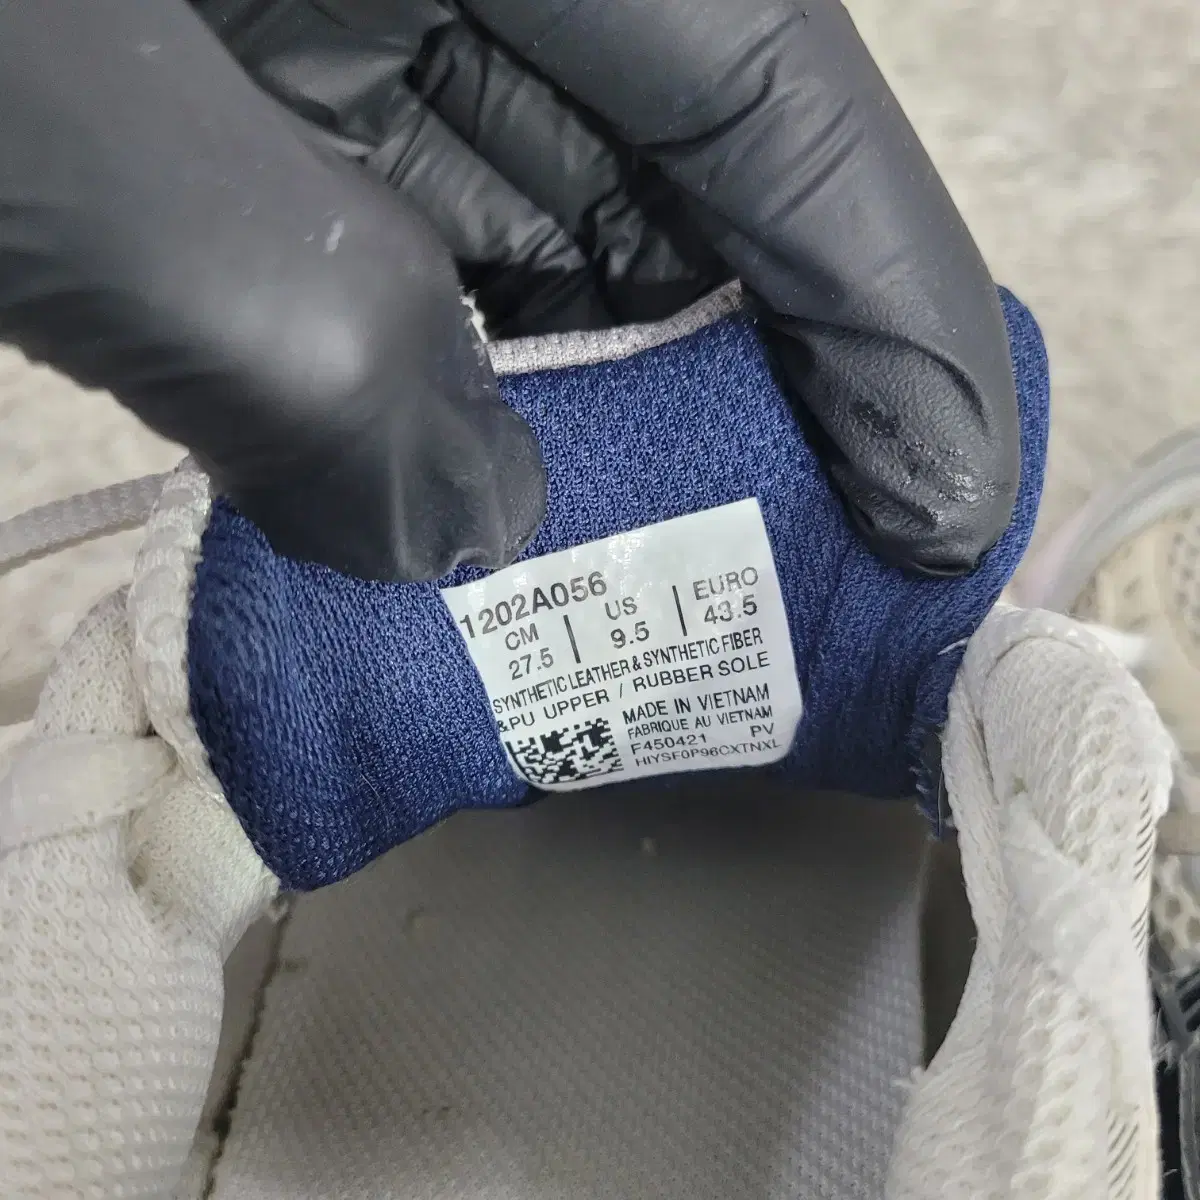 1202A056
CM | US | EURO
27.5 | 9.5 | 43.5
SYNTHETIC LEATHER & SYNTHETIC FIBER
& PU UPPER / RUBBER SOLE
MADE IN VIETNAM
FABRIQUE AU VIETNAM
F450421 PV
HIYSF0P96CXTNXL